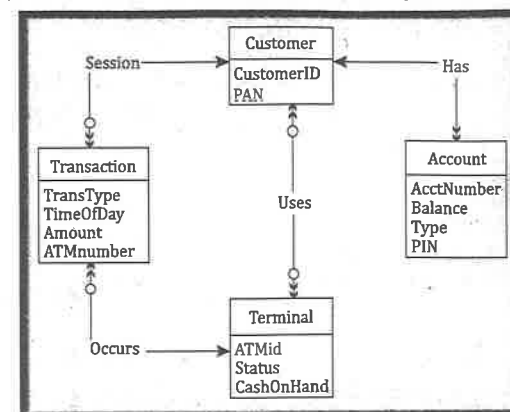 Customer
CustomerID
PAN
Session
Has
Transaction
TransType
TimeOfDay
Amount
ATMnumber
Account
AcctNumber
Balance
Type
PIN
Uses
Terminal
ATMid
Status
CashOnHand
Occurs